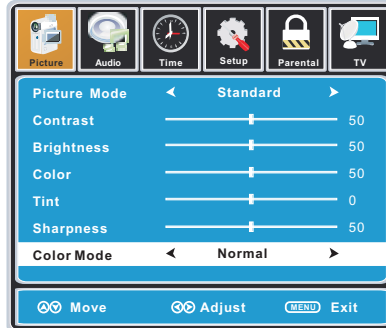 Picture Audio Time Setup Parental TV
Picture Mode Standard
Contrast 50
Brightness 50
Color 50
Tint 0
Sharpness 50
Color Mode Normal
Move Adjust MENU Exit